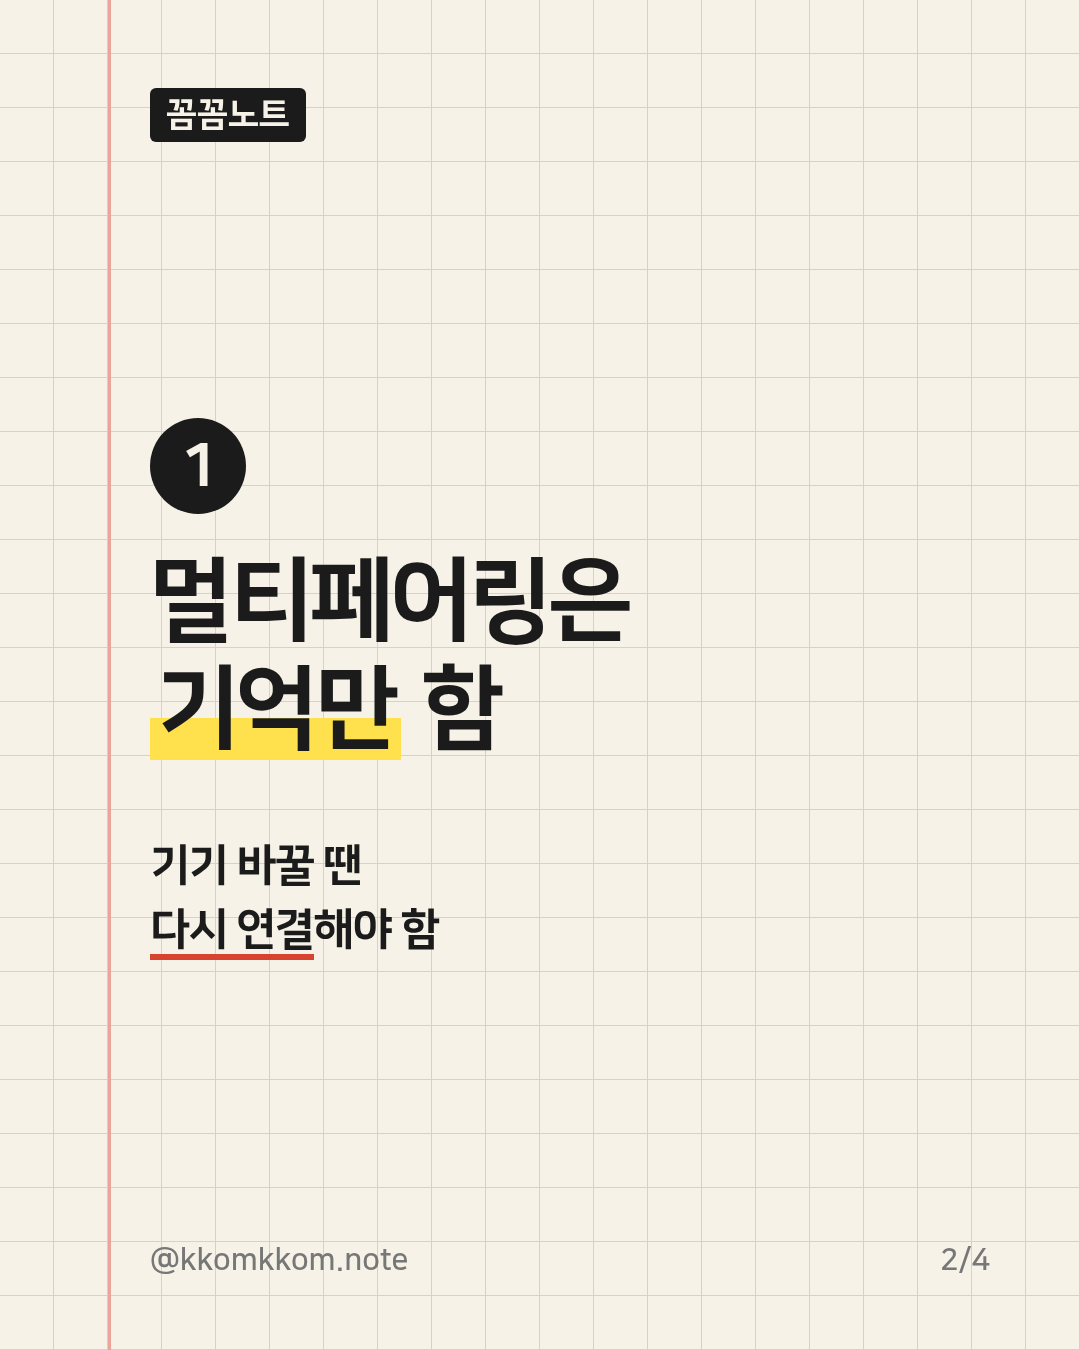 꼼꼼노트
1
멀티페어링은
기억만 함
기기 바꿀 땐
다시 연결해야 함
@kkomkkom.note
2/4